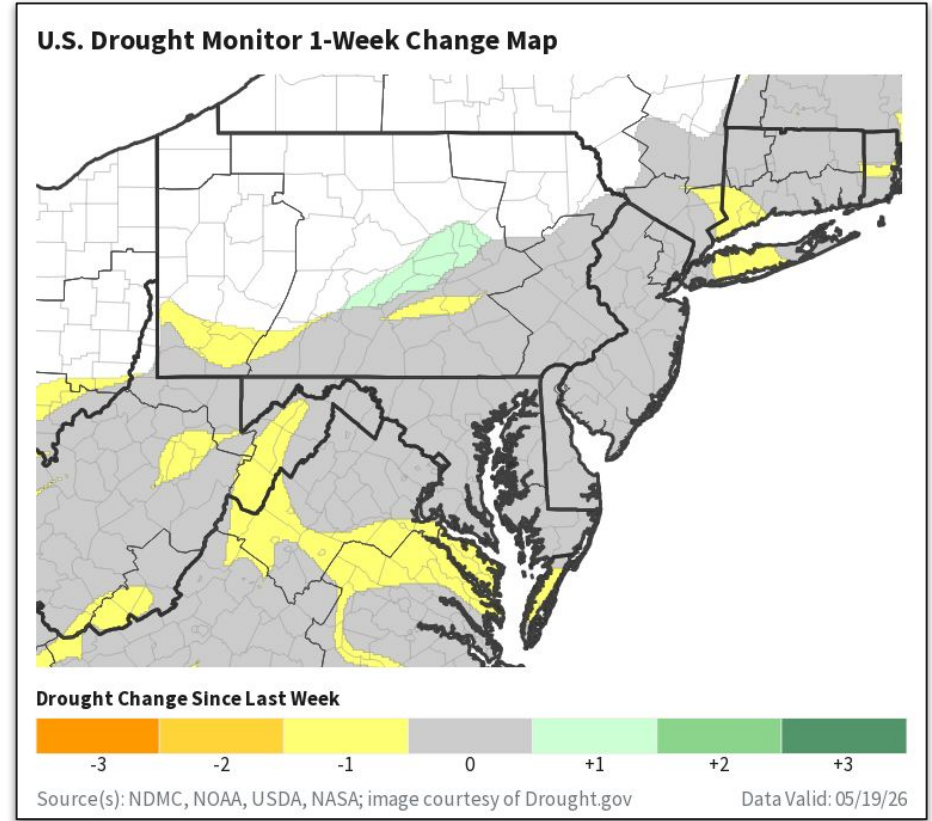 U.S. Drought Monitor 1-Week Change Map
Drought Change Since Last Week
-3 -2 -1 0 +1 +2 +3
Source(s): NDMC, NOAA, USDA, NASA; image courtesy of Drought.gov Data Valid: 05/19/26